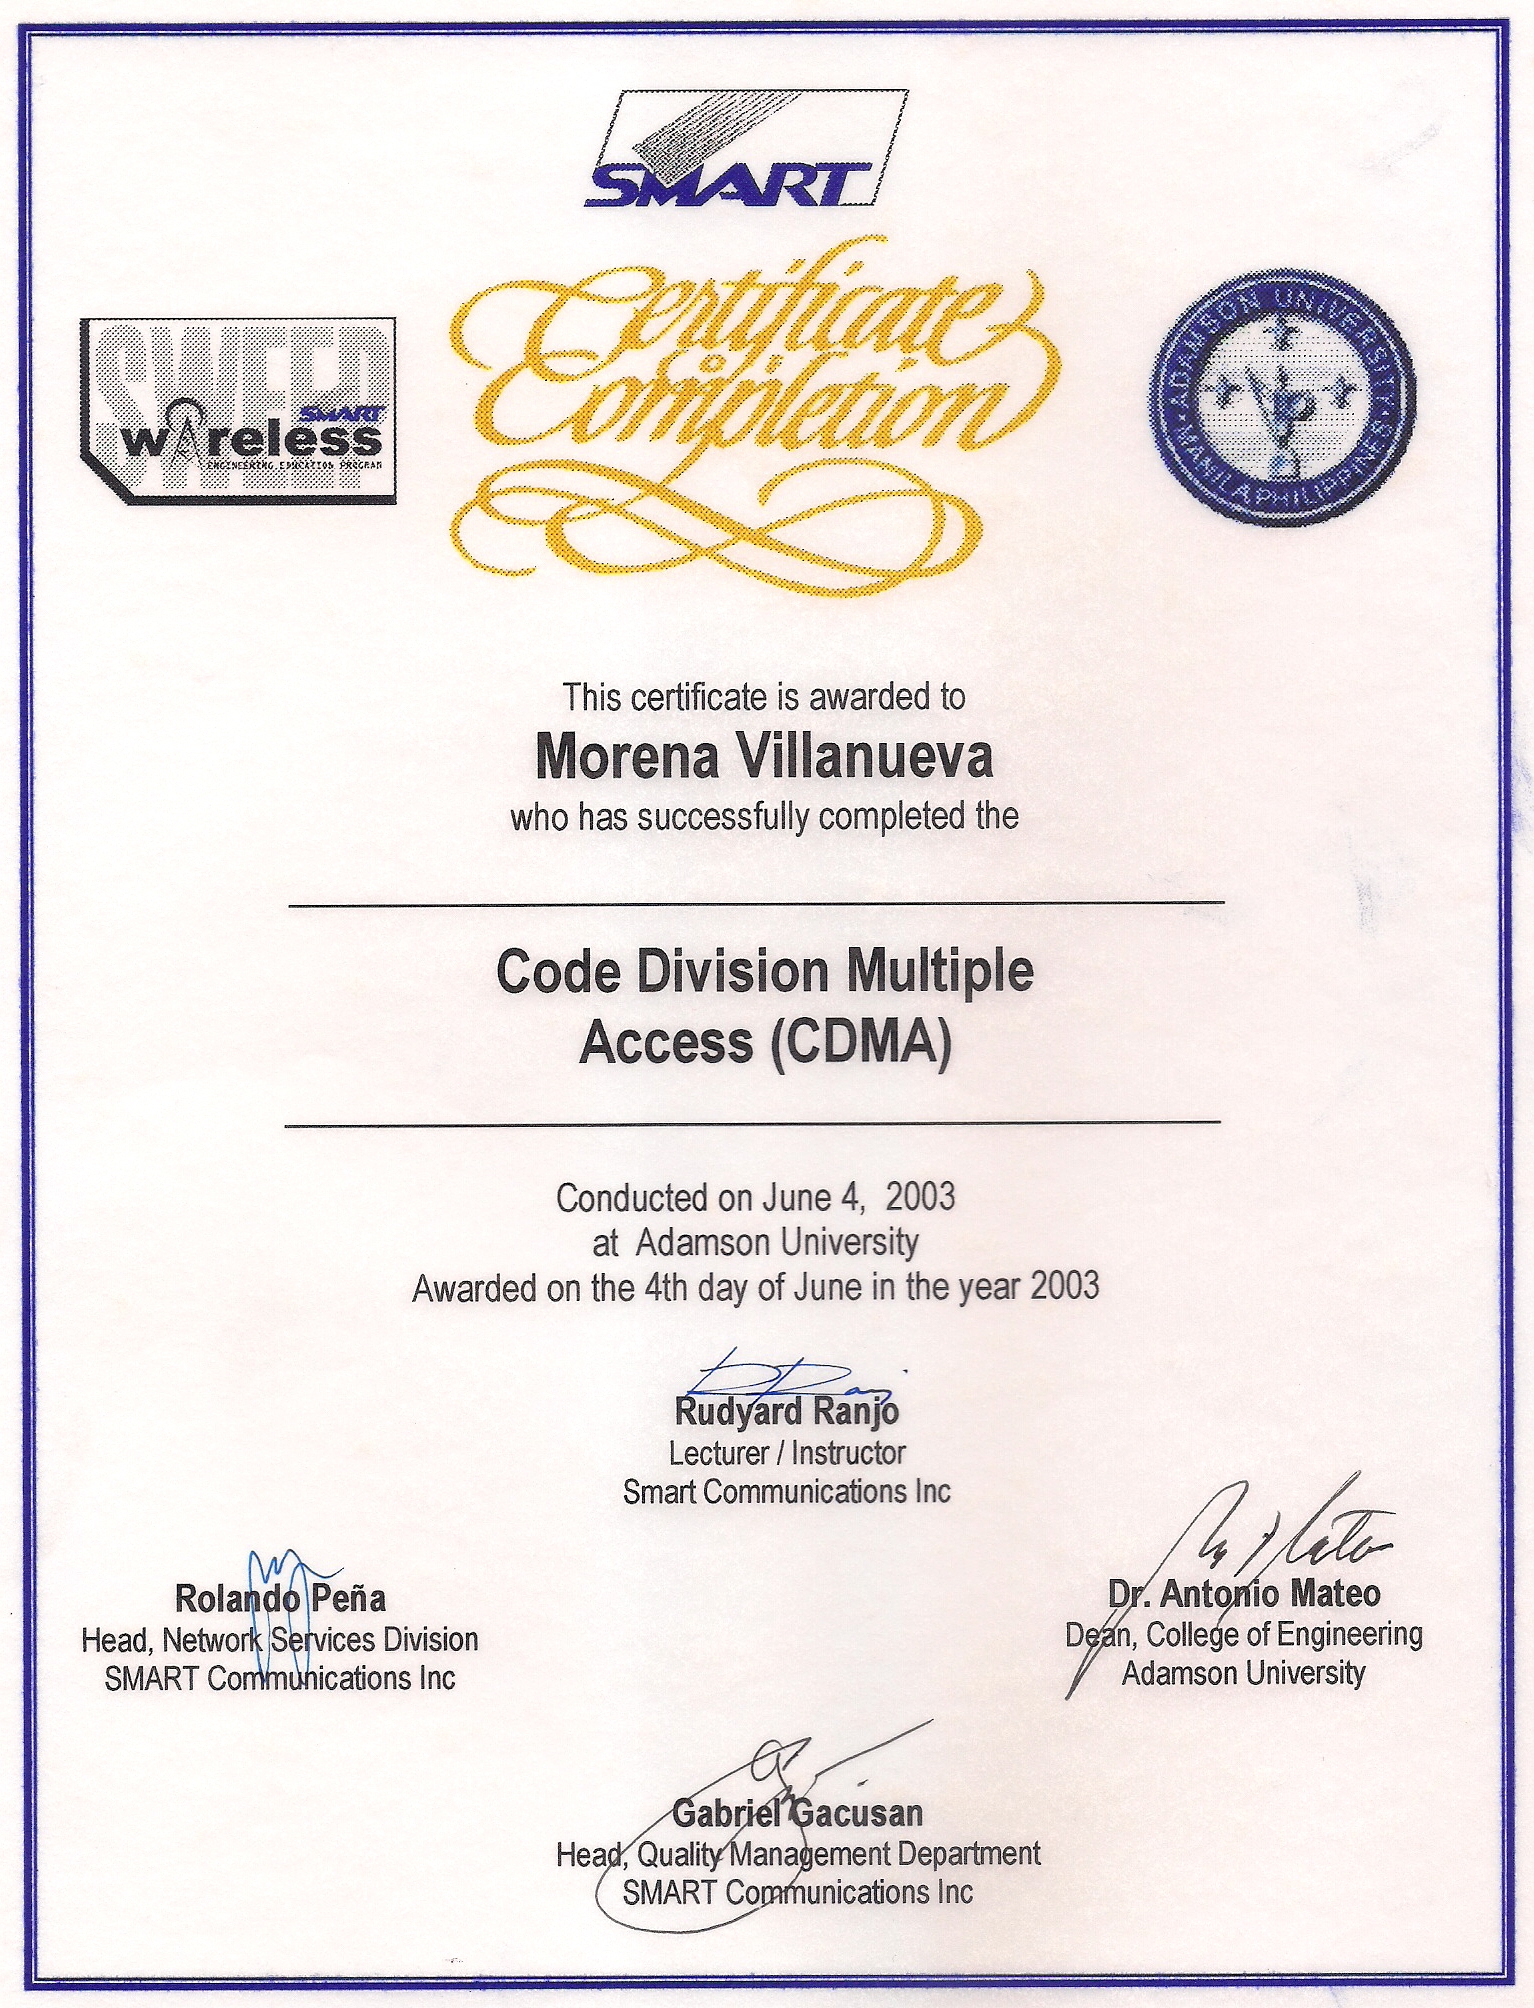 SMART
Certificate
of
Completion
SWEEP
SMART
wireless
ENGINEERING EDUCATION PROGRAM
ADAMSON UNIVERSITY
MANILA PHILIPPINES
This certificate is awarded to
Morena Villanueva
who has successfully completed the
Code Division Multiple
Access (CDMA)
Conducted on June 4, 2003
at Adamson University
Awarded on the 4th day of June in the year 2003
Rudyard Ranjo
Lecturer / Instructor
Smart Communications Inc
Rolando Peña
Head, Network Services Division
SMART Communications Inc
Dr. Antonio Mateo
Dean, College of Engineering
Adamson University
Gabriel Gacusan
Head, Quality Management Department
SMART Communications Inc